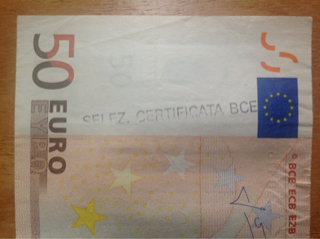 50
EURO
ΕΥΡΩ
SELEZ. CERTIFICATA BCE
© BCE ECB EZB